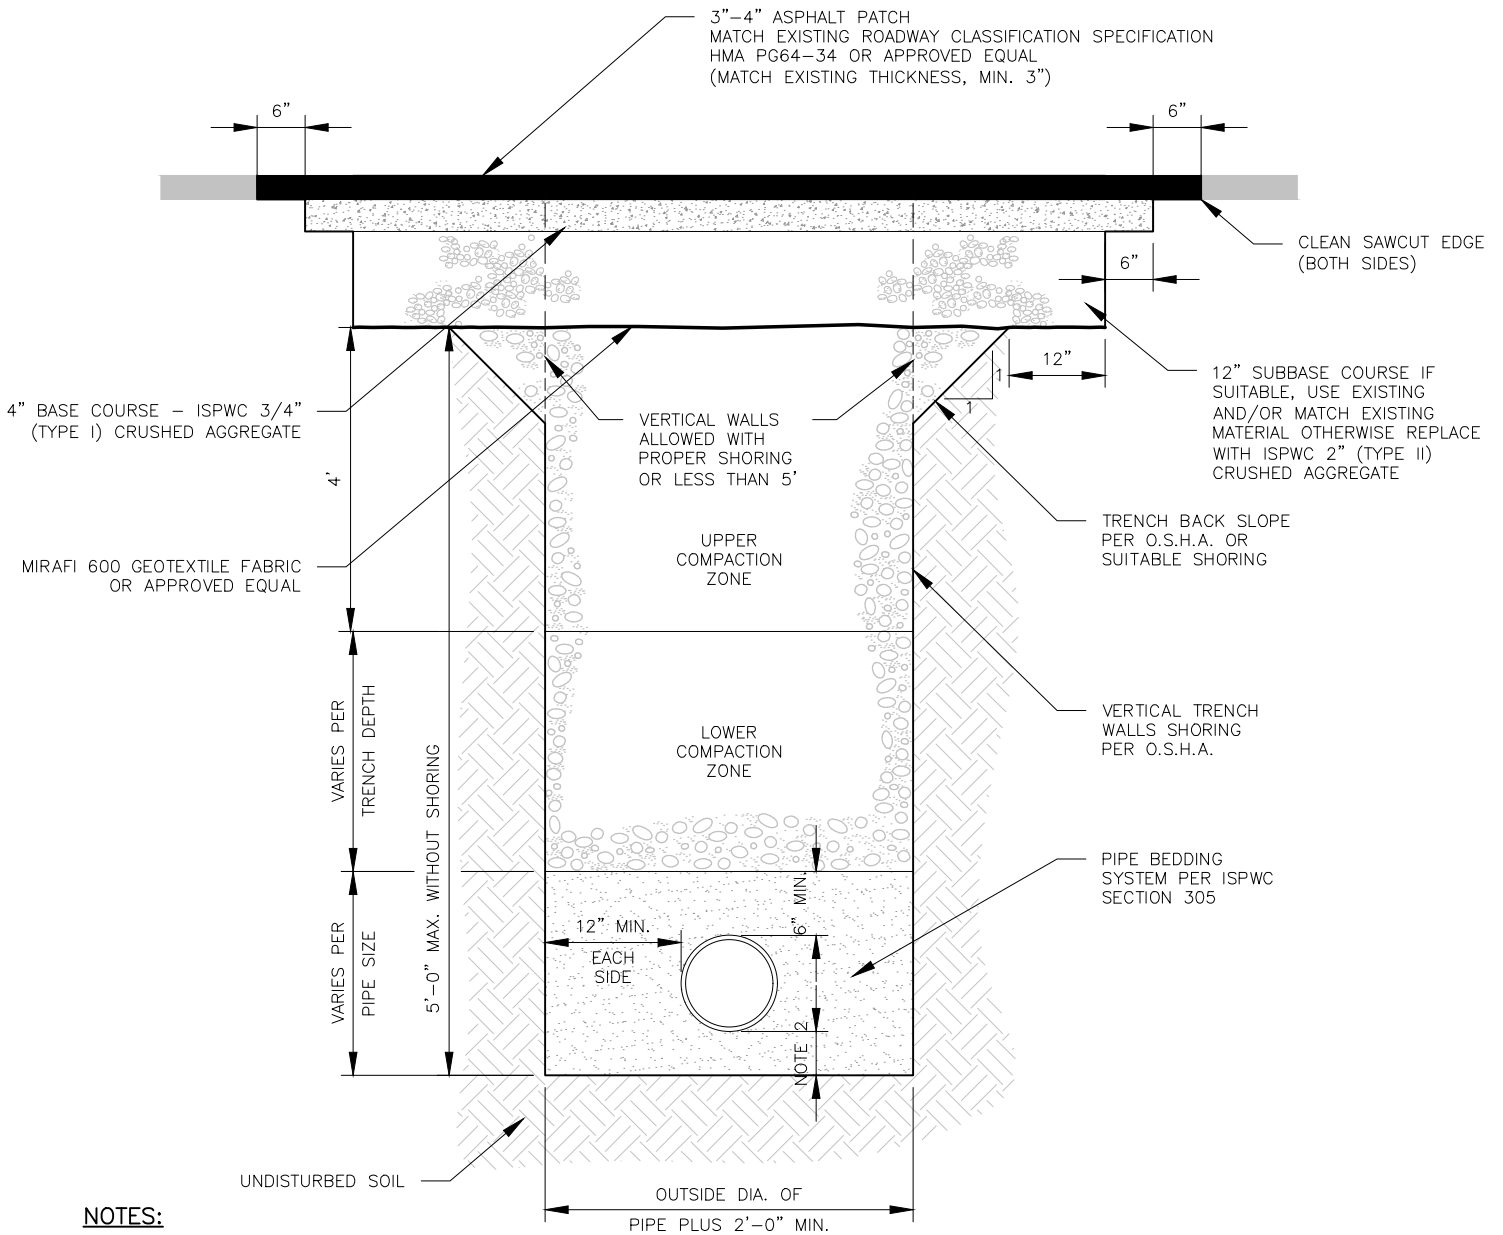 3"-4" ASPHALT PATCH
MATCH EXISTING ROADWAY CLASSIFICATION SPECIFICATION
HMA PG64-34 OR APPROVED EQUAL
(MATCH EXISTING THICKNESS, MIN. 3")
6"
6"
CLEAN SAWCUT EDGE
(BOTH SIDES)
6"
12"
1
1
12" SUBBASE COURSE IF
SUITABLE, USE EXISTING
AND/OR MATCH EXISTING
MATERIAL OTHERWISE REPLACE
WITH ISPWC 2" (TYPE II)
CRUSHED AGGREGATE
4" BASE COURSE - ISPWC 3/4"
(TYPE I) CRUSHED AGGREGATE
VERTICAL WALLS
ALLOWED WITH
PROPER SHORING
OR LESS THAN 5'
4'
TRENCH BACK SLOPE
PER O.S.H.A. OR
SUITABLE SHORING
MIRAFI 600 GEOTEXTILE FABRIC
OR APPROVED EQUAL
UPPER
COMPACTION
ZONE
VARIES PER
TRENCH DEPTH
5'-0" MAX. WITHOUT SHORING
LOWER
COMPACTION
ZONE
VERTICAL TRENCH
WALLS SHORING
PER O.S.H.A.
PIPE BEDDING
SYSTEM PER ISPWC
SECTION 305
VARIES PER
PIPE SIZE
12" MIN.
EACH
SIDE
6" MIN.
NOTE 2
UNDISTURBED SOIL
OUTSIDE DIA. OF
PIPE PLUS 2'-0" MIN.
NOTES: